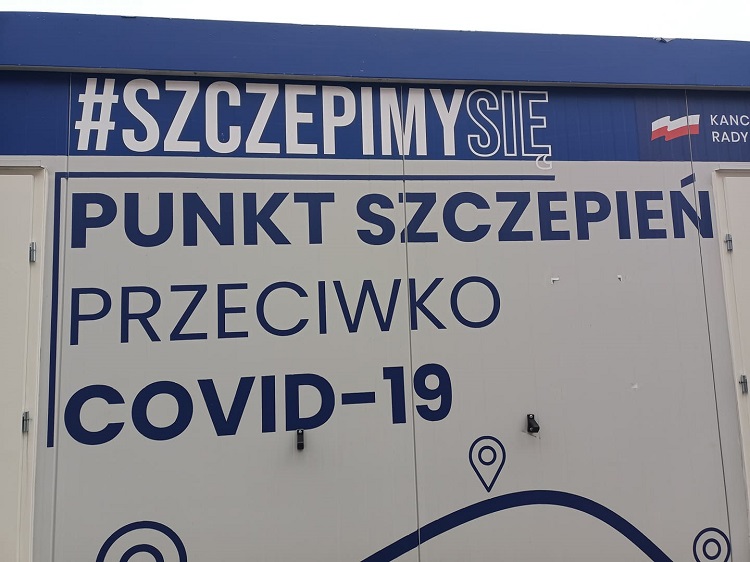 #SZCZEPIMYSIĘ
KANC
RADY
PUNKT SZCZEPIEŃ
PRZECIWKO
COVID-19